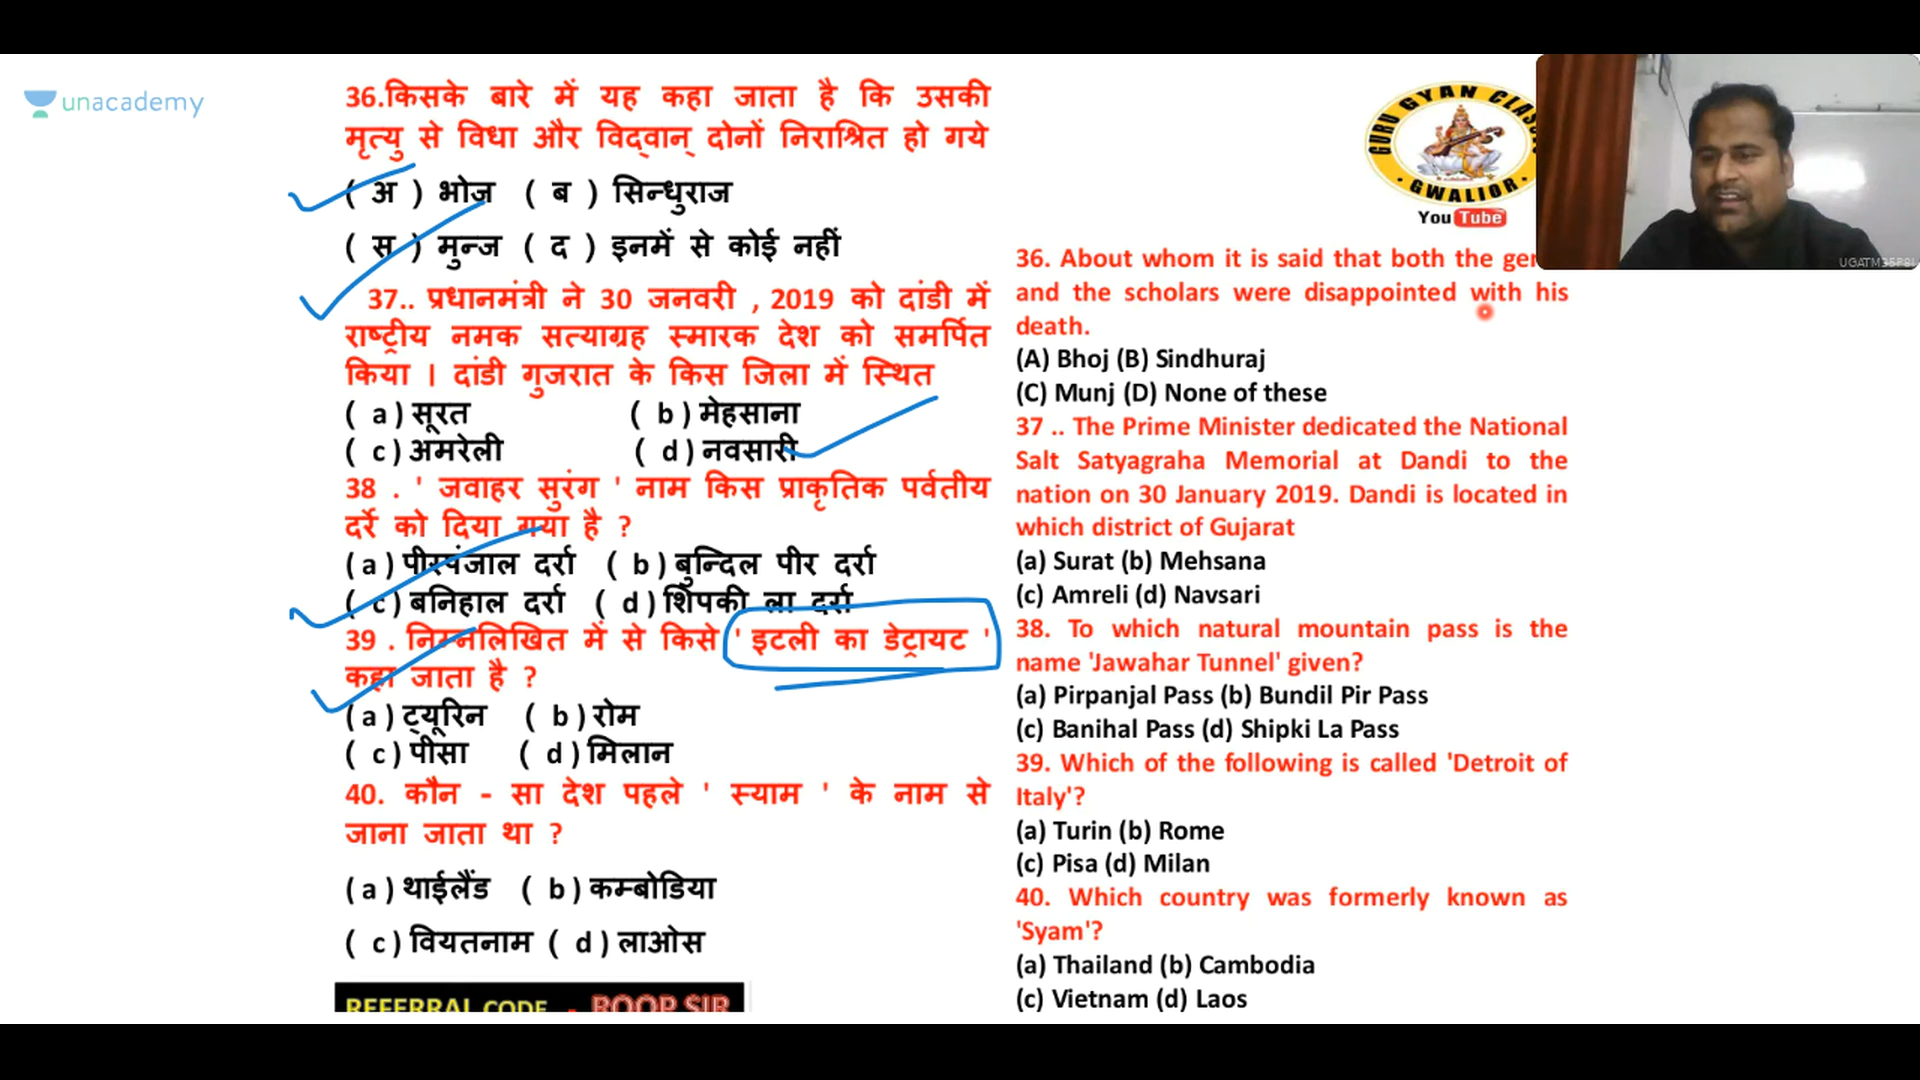 unacademy
36.किसके बारे में यह कहा जाता है कि उसकी
मृत्यु से विधा और विद्वान् दोनों निराश्रित हो गये
( अ ) भोज ( ब ) सिन्धुराज
( स ) मुन्ज ( द ) इनमें से कोई नहीं
37.. प्रधानमंत्री ने 30 जनवरी , 2019 को दांडी में
राष्ट्रीय नमक सत्याग्रह स्मारक देश को समर्पित
किया । दांडी गुजरात के किस जिला में स्थित
( a ) सूरत ( b ) मेहसाना
( c ) अमरेली ( d ) नवसारी
38 . ' जवाहर सुरंग ' नाम किस प्राकृतिक पर्वतीय
दर्रे को दिया गया है ?
( a ) पीरपंजाल दर्रा ( b ) बुन्दिल पीर दर्रा
( c ) बनिहाल दर्रा ( d ) शिपकी ला दर्रा
39 . निम्नलिखित में से किसे ' इटली का डेट्रायट '
कहा जाता है ?
( a ) ट्यूरिन ( b ) रोम
( c ) पीसा ( d ) मिलान
40. कौन - सा देश पहले ' स्याम ' के नाम से
जाना जाता था ?
( a ) थाईलैंड ( b ) कम्बोडिया
( c ) वियतनाम ( d ) लाओस
REFERRAL CODE - ROOP SIR
GURU GYAN
GWALIOR
You Tube
36. About whom it is said that both the
and the scholars were disappointed with his
death.
(A) Bhoj (B) Sindhuraj
(C) Munj (D) None of these
37 .. The Prime Minister dedicated the National
Salt Satyagraha Memorial at Dandi to the
nation on 30 January 2019. Dandi is located in
which district of Gujarat
(a) Surat (b) Mehsana
(c) Amreli (d) Navsari
38. To which natural mountain pass is the
name 'Jawahar Tunnel' given?
(a) Pirpanjal Pass (b) Bundil Pir Pass
(c) Banihal Pass (d) Shipki La Pass
39. Which of the following is called 'Detroit of
Italy'?
(a) Turin (b) Rome
(c) Pisa (d) Milan
40. Which country was formerly known as
'Syam'?
(a) Thailand (b) Cambodia
(c) Vietnam (d) Laos